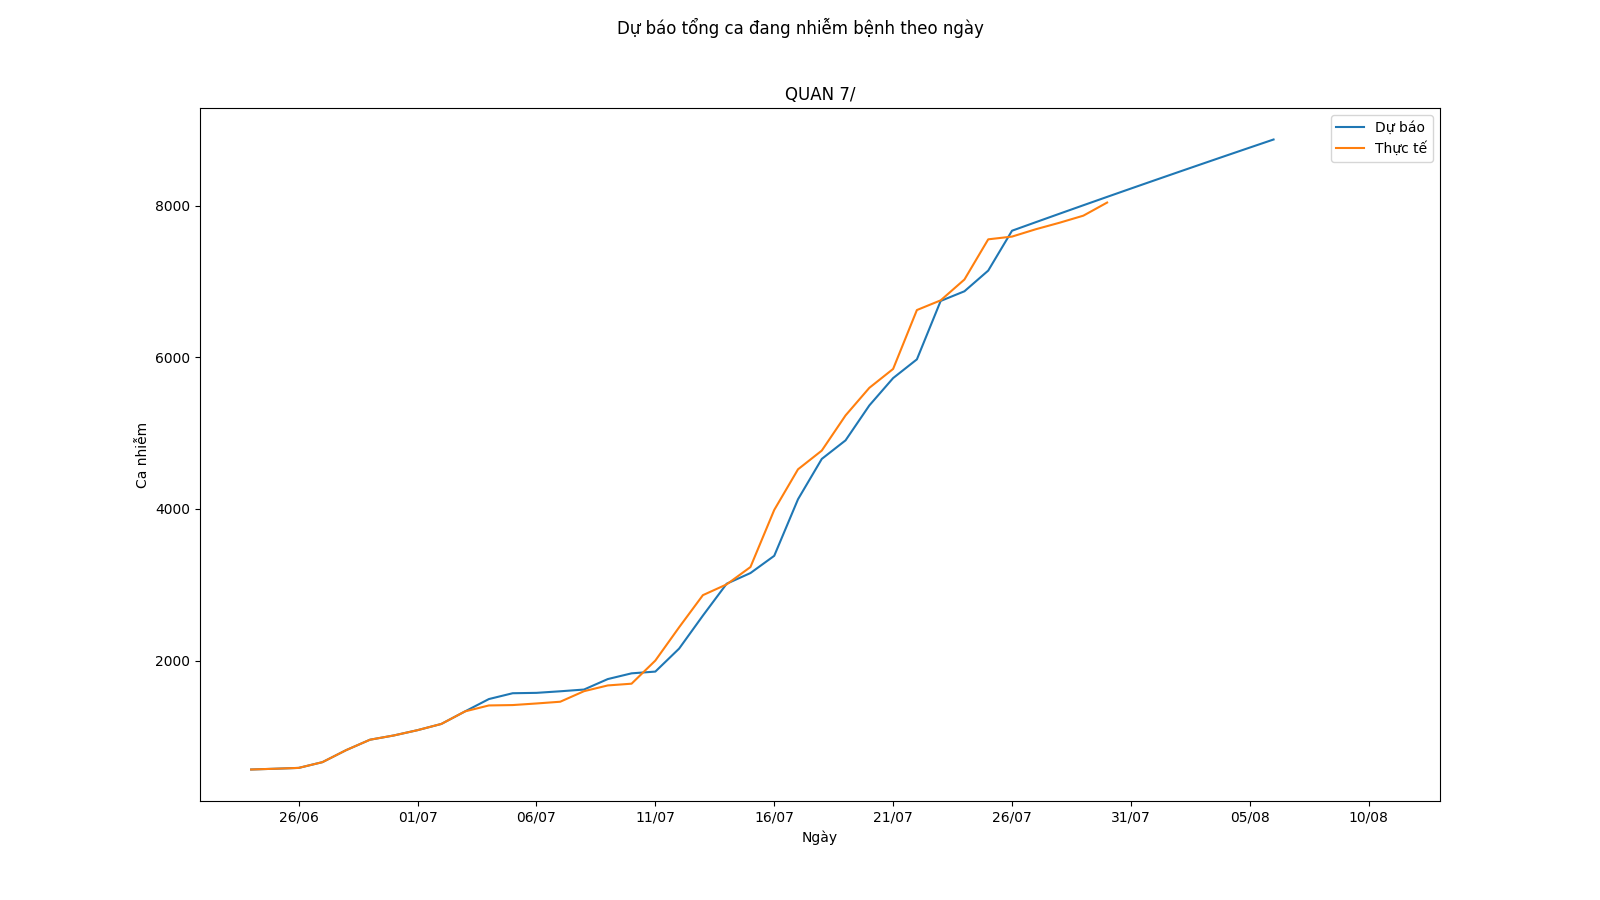 Dự báo tổng ca đang nhiễm bệnh theo ngày
QUAN 7/
Dự báo
Thực tế
8000
6000
4000
2000
Ca nhiễm
26/06
01/07
06/07
11/07
16/07
21/07
26/07
31/07
05/08
10/08
Ngày